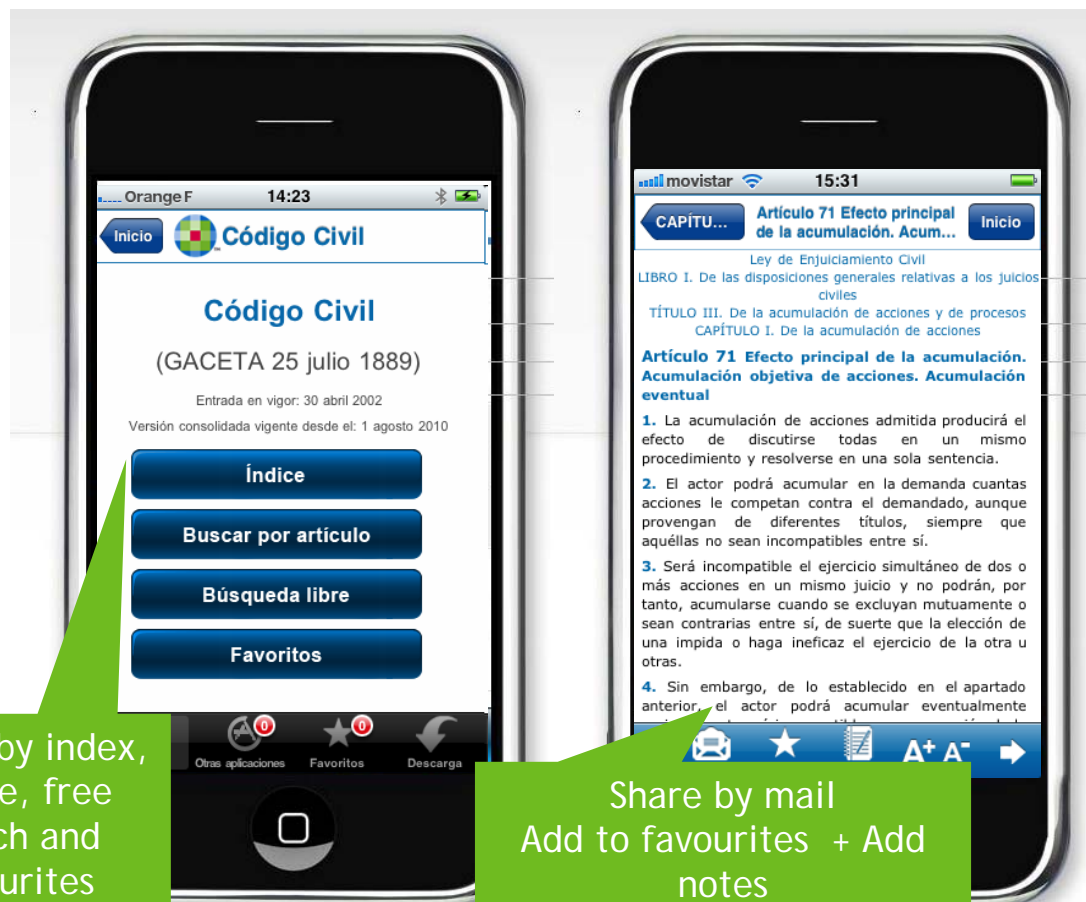 Orange F 14:23
Inicio Código Civil
Código Civil
(GACETA 25 julio 1889)
Entrada en vigor: 30 abril 2002
Versión consolidada vigente desde el: 1 agosto 2010
Índice
Buscar por artículo
Búsqueda libre
Favoritos
0 0
Otras aplicaciones Favoritos Descarga
by index,
e, free
ch and
urites
movistar 15:31
CAPÍTU... Artículo 71 Efecto principal
de la acumulación. Acum... Inicio
Ley de Enjuiciamiento Civil
LIBRO I. De las disposiciones generales relativas a los juicios
civiles
TÍTULO III. De la acumulación de acciones y de procesos
CAPÍTULO I. De la acumulación de acciones
Artículo 71 Efecto principal de la acumulación.
Acumulación objetiva de acciones. Acumulación
eventual
1. La acumulación de acciones admitida producirá el
efecto de discutirse todas en un mismo
procedimiento y resolverse en una sola sentencia.
2. El actor podrá acumular en la demanda cuantas
acciones le competan contra el demandado, aunque
provengan de diferentes títulos, siempre que
aquéllas no sean incompatibles entre sí.
3. Será incompatible el ejercicio simultáneo de dos o
más acciones en un mismo juicio y no podrán, por
tanto, acumularse cuando se excluyan mutuamente o
sean contrarias entre sí, de suerte que la elección de
una impida o haga ineficaz el ejercicio de la otra u
otras.
4. Sin embargo, de lo establecido en el apartado
anterior, el actor podrá acumular eventualmente
A+ A-
Share by mail
Add to favourites + Add
notes